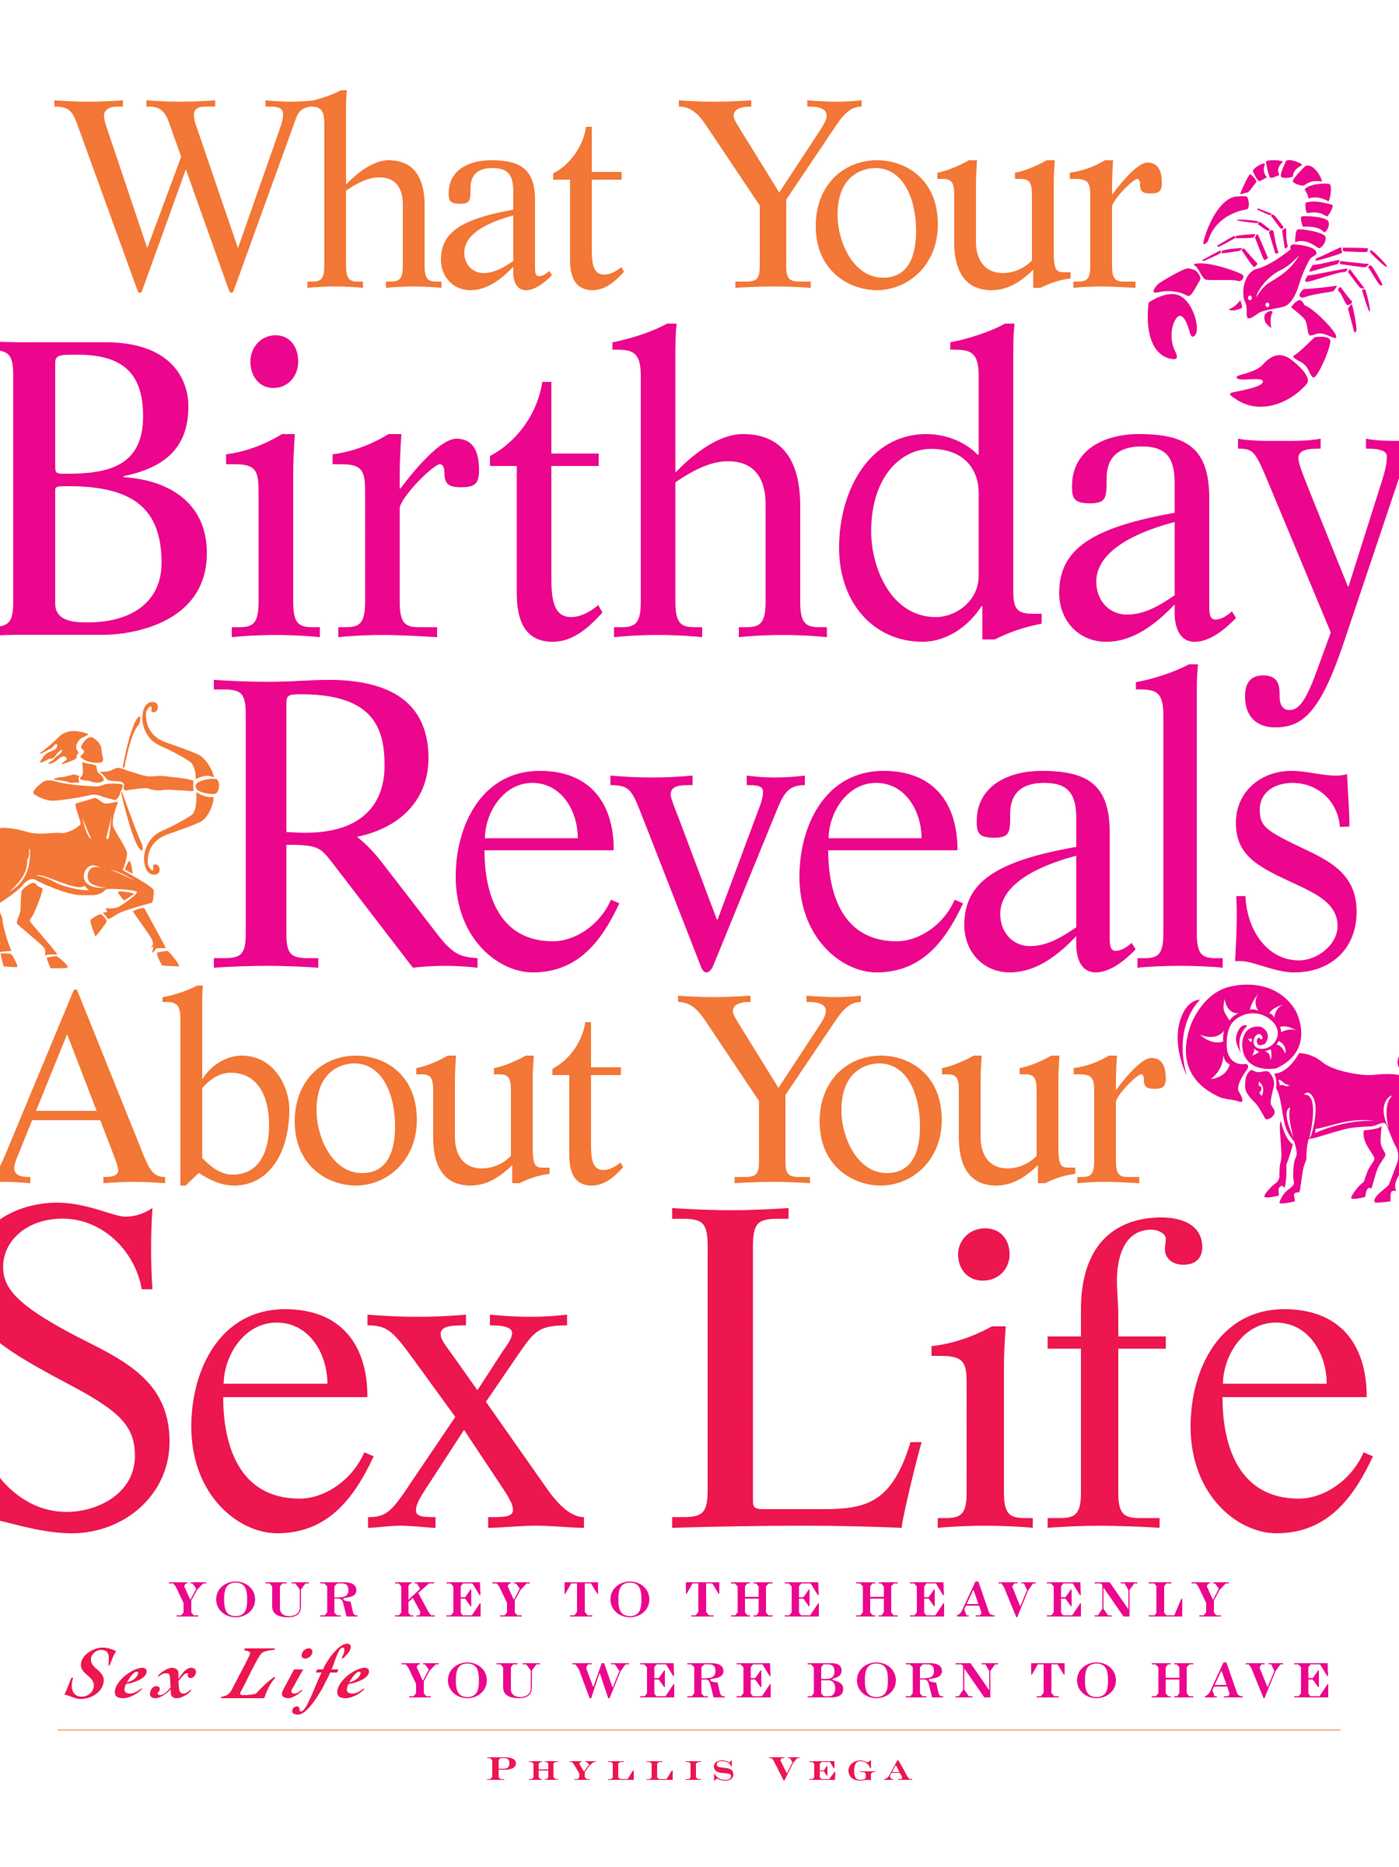 What Your
Birthday
Reveals
About Your
Sex Life
YOUR KEY TO THE HEAVENLY
Sex Life YOU WERE BORN TO HAVE
PHYLLIS VEGA